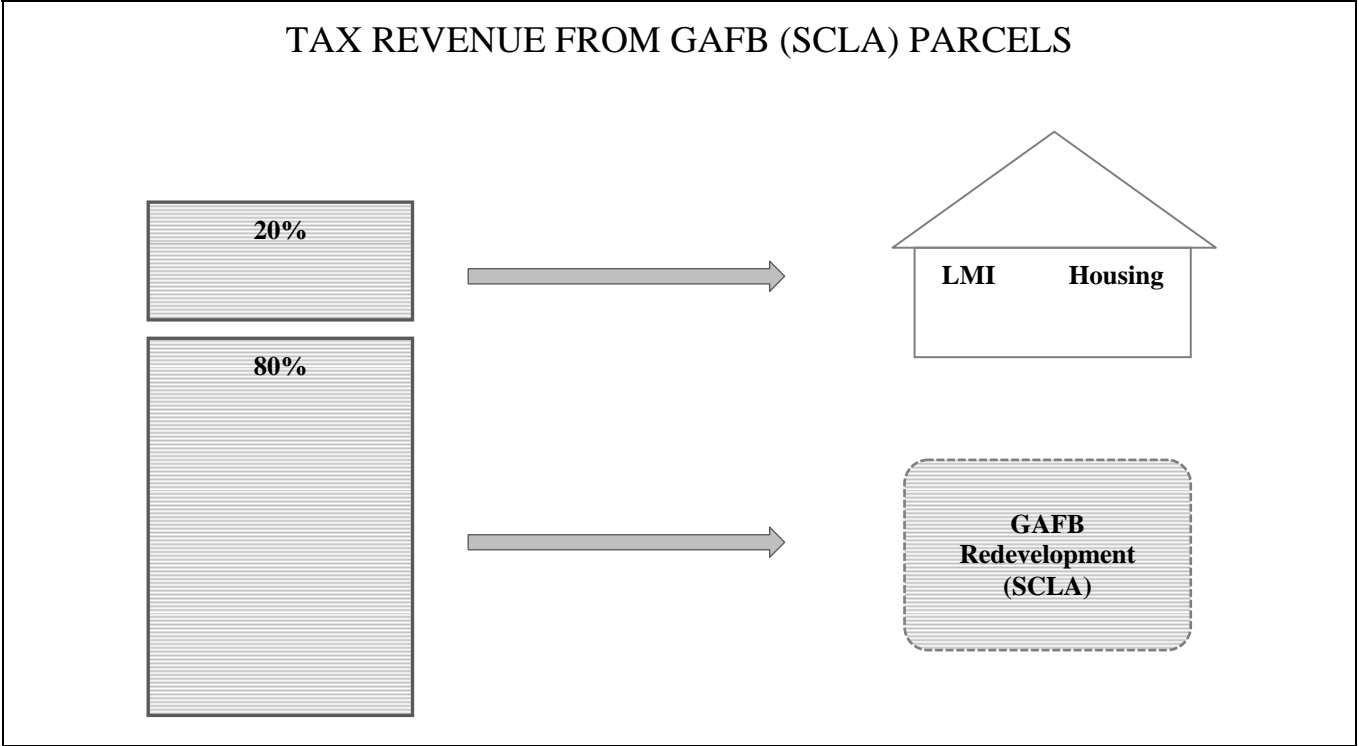 TAX REVENUE FROM GAFB (SCLA) PARCELS
20%
LMI Housing
80%
GAFB
Redevelopment
(SCLA)